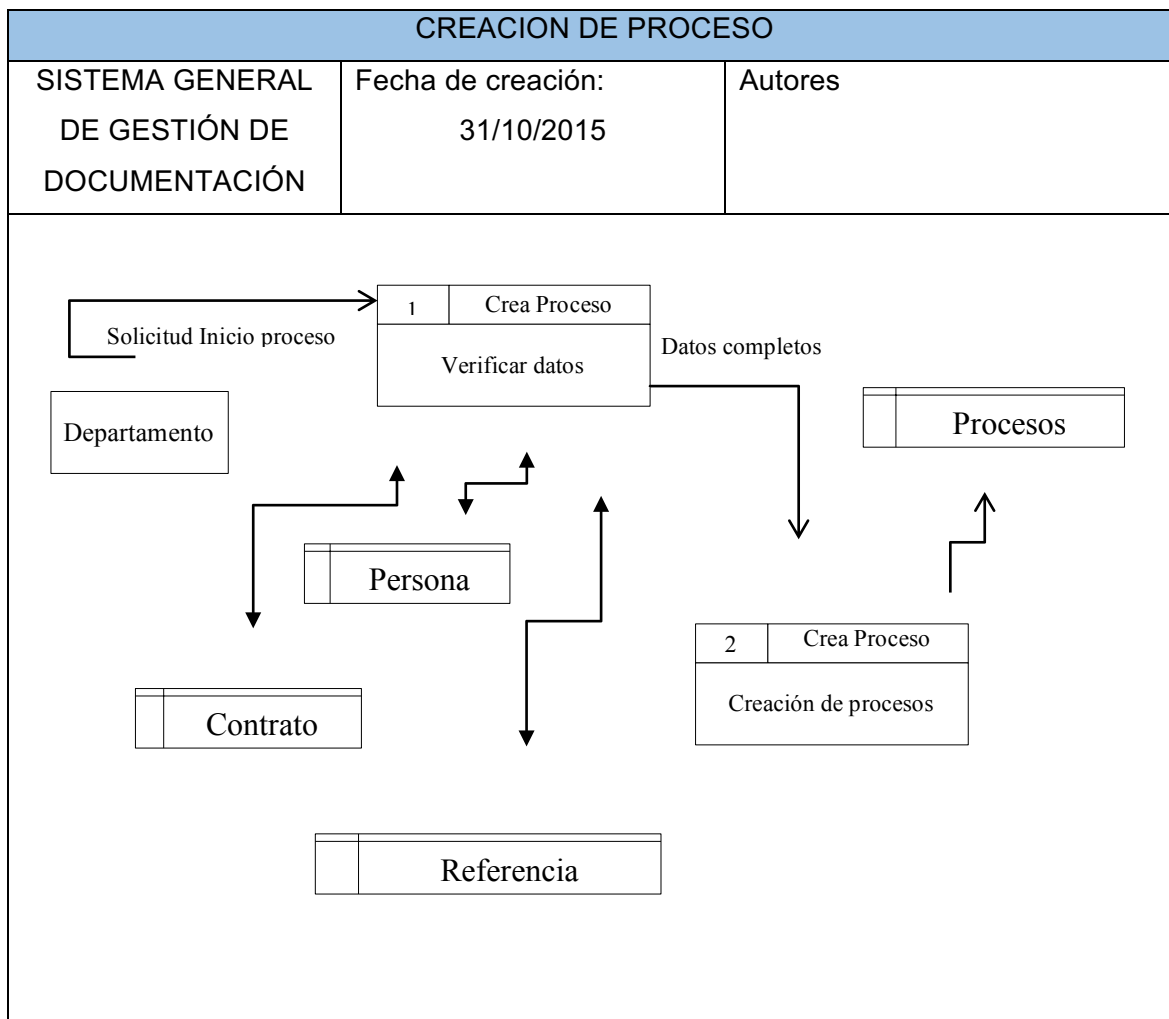 CREACION DE PROCESO
SISTEMA GENERAL
DE GESTIÓN DE
DOCUMENTACIÓN
Fecha de creación:
31/10/2015
Autores
1
Crea Proceso
Verificar datos
Solicitud Inicio proceso
Datos completos
Departamento
Procesos
Persona
2
Crea Proceso
Creación de procesos
Contrato
Referencia